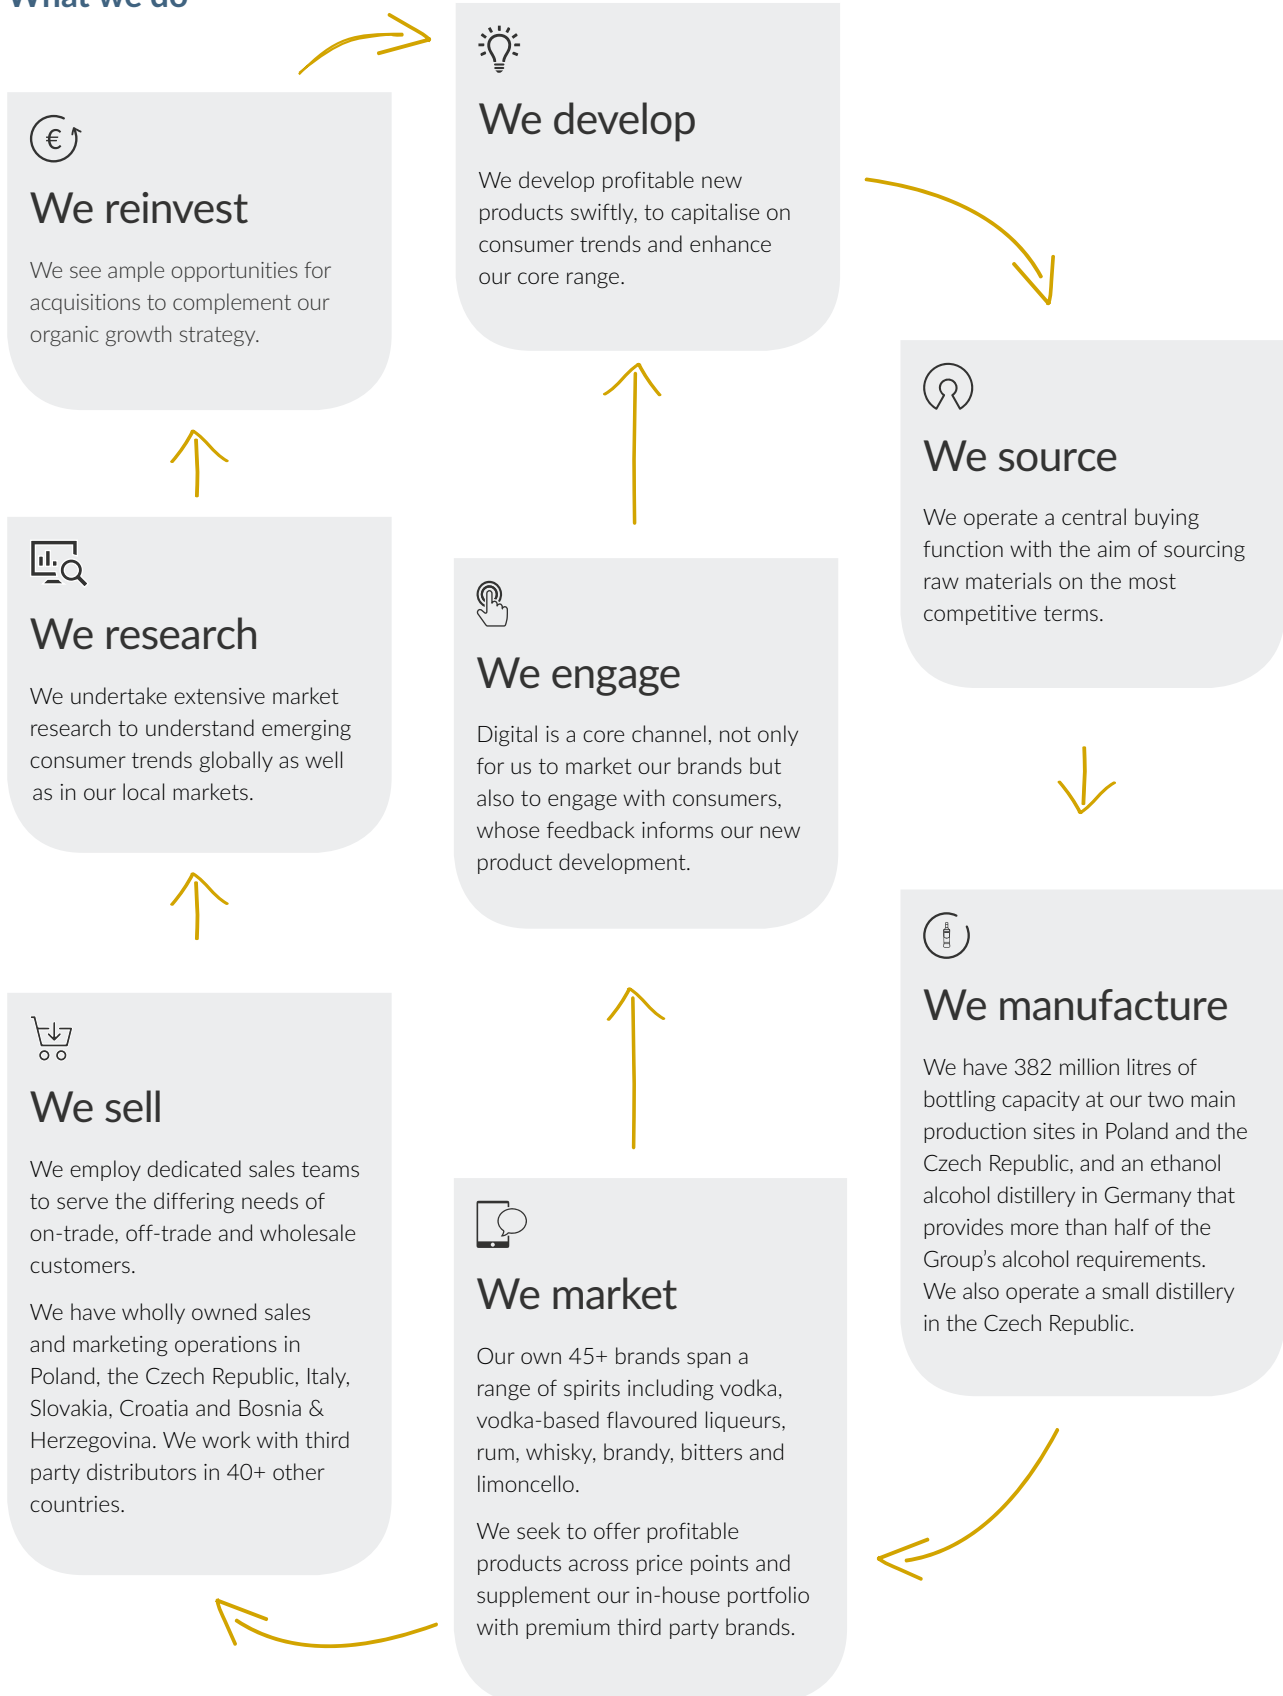 What we do
We develop
We develop profitable new
products swiftly, to capitalise on
consumer trends and enhance
our core range.
We source
We operate a central buying
function with the aim of sourcing
raw materials on the most
competitive terms.
We manufacture
We have 382 million litres of
bottling capacity at our two main
production sites in Poland and the
Czech Republic, and an ethanol
alcohol distillery in Germany that
provides more than half of the
Group’s alcohol requirements.
We also operate a small distillery
in the Czech Republic.
We market
Our own 45+ brands span a
range of spirits including vodka,
vodka-based flavoured liqueurs,
rum, whisky, brandy, bitters and
limoncello.
We seek to offer profitable
products across price points and
supplement our in-house portfolio
with premium third party brands.
We engage
Digital is a core channel, not only
for us to market our brands but
also to engage with consumers,
whose feedback informs our new
product development.
We sell
We employ dedicated sales teams
to serve the differing needs of
on-trade, off-trade and wholesale
customers.
We have wholly owned sales
and marketing operations in
Poland, the Czech Republic, Italy,
Slovakia, Croatia and Bosnia &
Herzegovina. We work with third
party distributors in 40+ other
countries.
We research
We undertake extensive market
research to understand emerging
consumer trends globally as well
as in our local markets.
€
We reinvest
We see ample opportunities for
acquisitions to complement our
organic growth strategy.